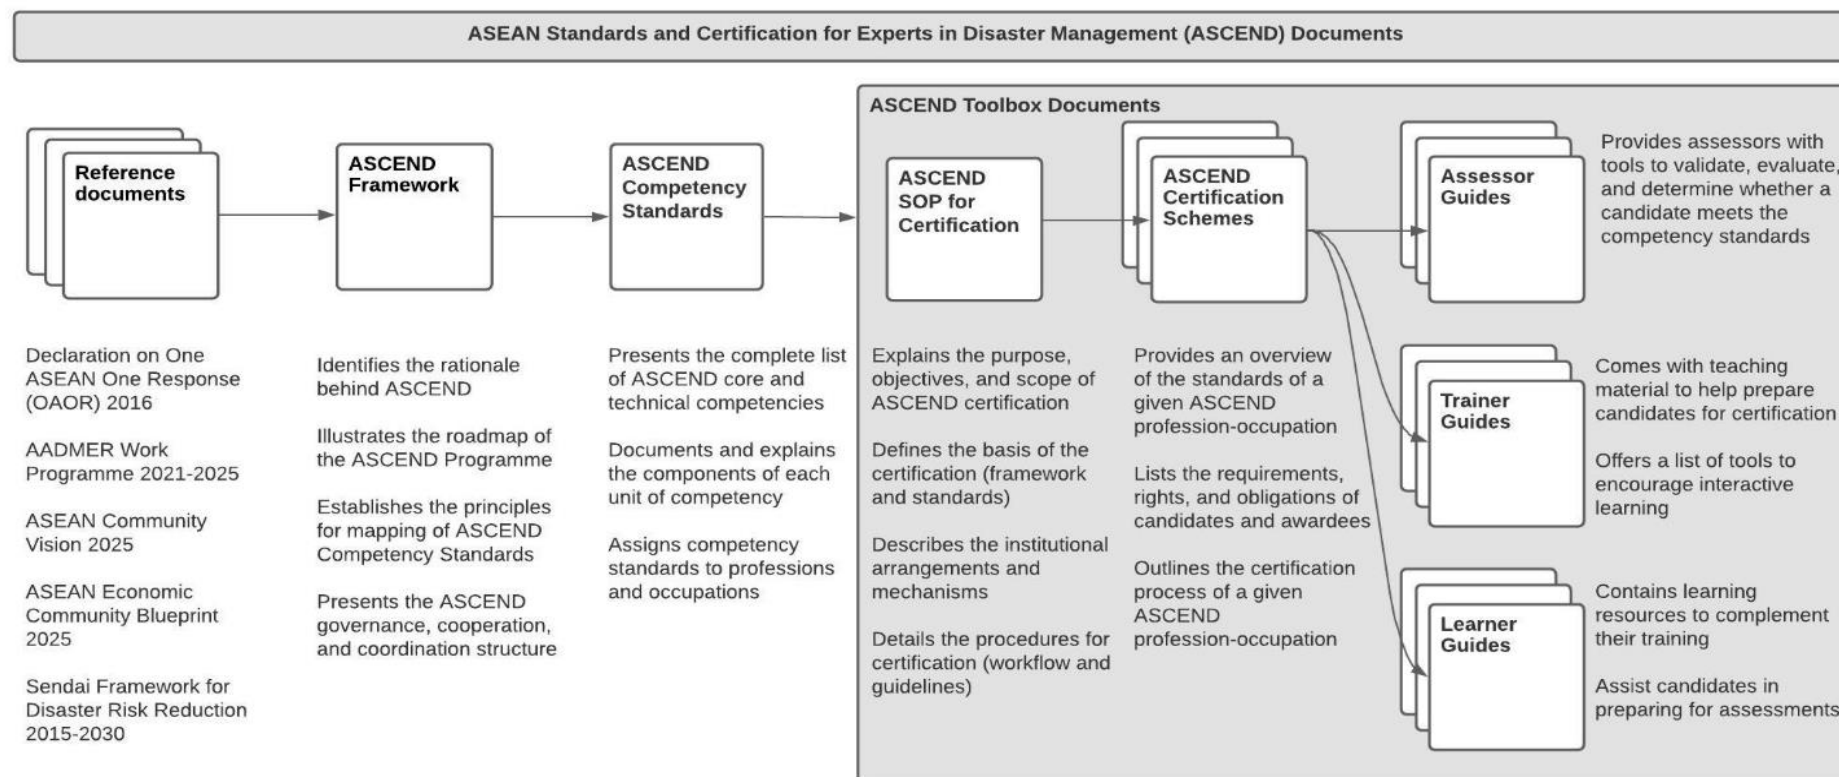 ASEAN Standards and Certification for Experts in Disaster Management (ASCEND) Documents
Reference
documents
Declaration on One
ASEAN One Response
(OAOR) 2016
AADMER Work
Programme 2021-2025
ASEAN Community
Vision 2025
ASEAN Economic
Community Blueprint
2025
Sendai Framework for
Disaster Risk Reduction
2015-2030
ASCEND
Framework
Identifies the rationale
behind ASCEND
Illustrates the roadmap of
the ASCEND Programme
Establishes the principles
for mapping of ASCEND
Competency Standards
Presents the ASCEND
governance, cooperation,
and coordination structure
ASCEND
Competency
Standards
Presents the complete list
of ASCEND core and
technical competencies
Documents and explains
the components of each
unit of competency
Assigns competency
standards to professions
and occupations
ASCEND Toolbox Documents
ASCEND
SOP for
Certification
Explains the purpose,
objectives, and scope of
ASCEND certification
Defines the basis of the
certification (framework
and standards)
Describes the institutional
arrangements and
mechanisms
Details the procedures for
certification (workflow and
guidelines)
ASCEND
Certification
Schemes
Provides an overview
of the standards of a
given ASCEND
profession-occupation
Lists the requirements,
rights, and obligations of
candidates and awardees
Outlines the certification
process of a given
ASCEND
profession-occupation
Assessor
Guides
Provides assessors with
tools to validate, evaluate,
and determine whether a
candidate meets the
competency standards
Trainer
Guides
Comes with teaching
material to help prepare
candidates for certification
Offers a list of tools to
encourage interactive
learning
Learner
Guides
Contains learning
resources to complement
their training
Assist candidates in
preparing for assessments